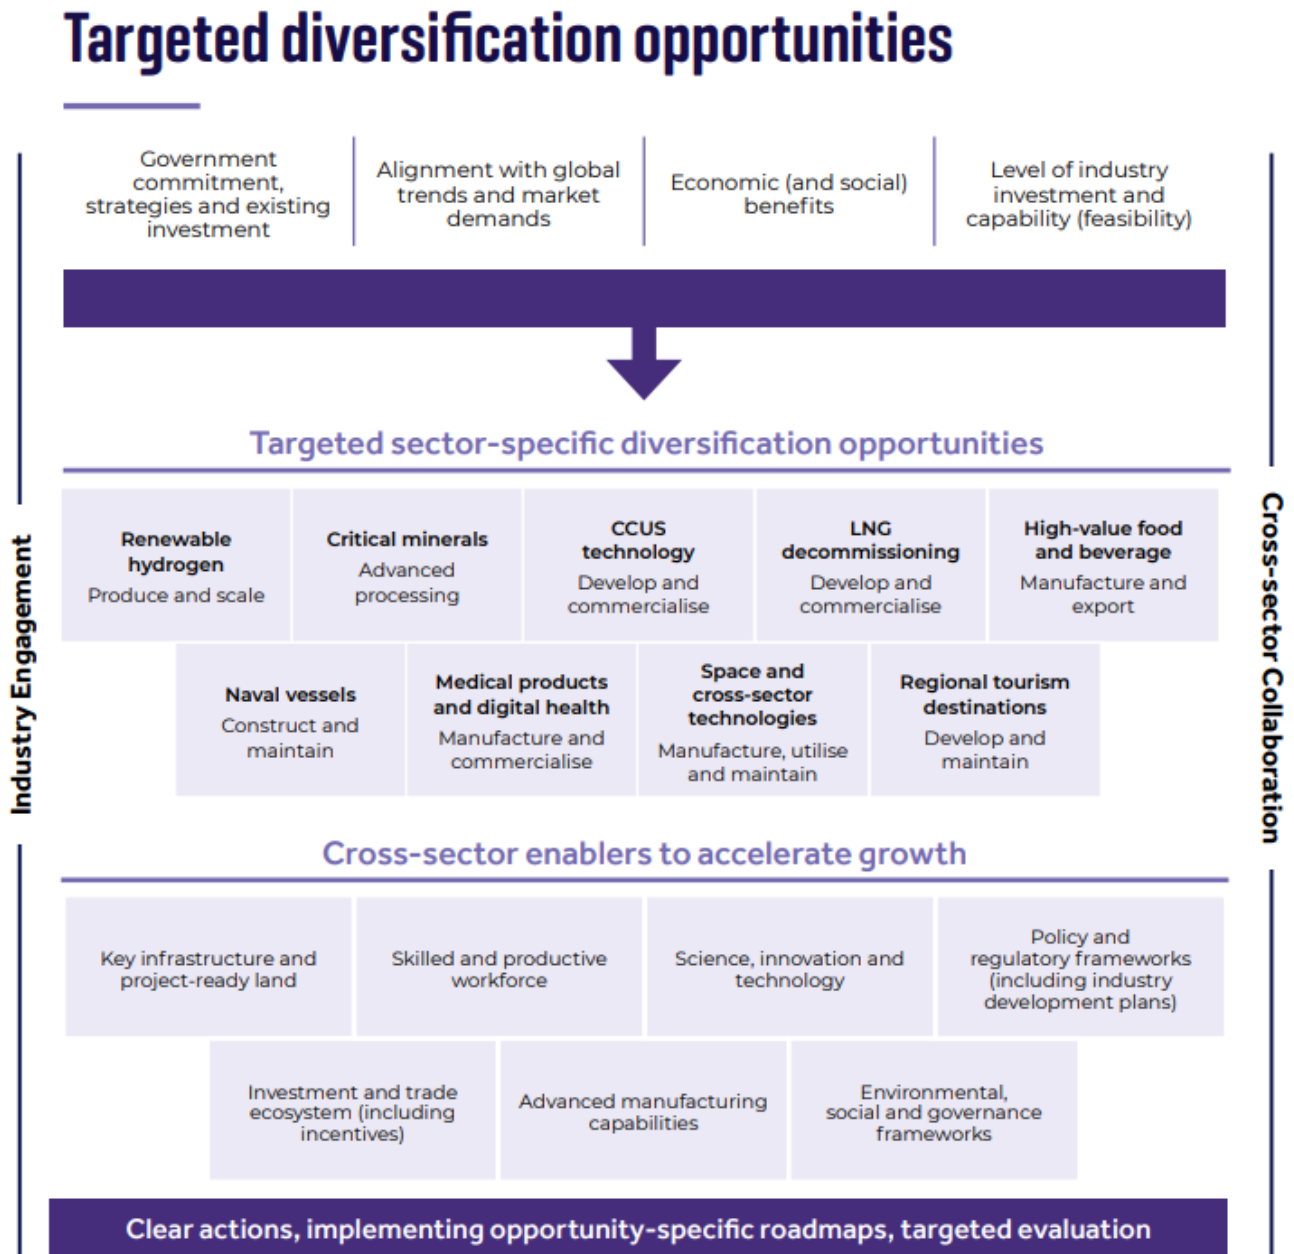 Targeted diversification opportunities
Government
commitment,
strategies and existing
investment
Alignment with global
trends and market
demands
Economic (and social)
benefits
Level of industry
investment and
capability (feasibility)
Targeted sector-specific diversification opportunities
Renewable
hydrogen
Produce and scale
Critical minerals
Advanced
processing
CCUS
technology
Develop and
commercialise
LNG
decommissioning
Develop and
commercialise
High-value food
and beverage
Manufacture and
export
Naval vessels
Construct and
maintain
Medical products
and digital health
Manufacture and
commercialise
Space and
cross-sector
technologies
Manufacture, utilise
and maintain
Regional tourism
destinations
Develop and
maintain
Industry Engagement
Cross-sector Collaboration
Cross-sector enablers to accelerate growth
Key infrastructure and
project-ready land
Skilled and productive
workforce
Science, innovation and
technology
Policy and
regulatory frameworks
(including industry
development plans)
Investment and trade
ecosystem (including
incentives)
Advanced manufacturing
capabilities
Environmental,
social and governance
frameworks
Clear actions, implementing opportunity-specific roadmaps, targeted evaluation